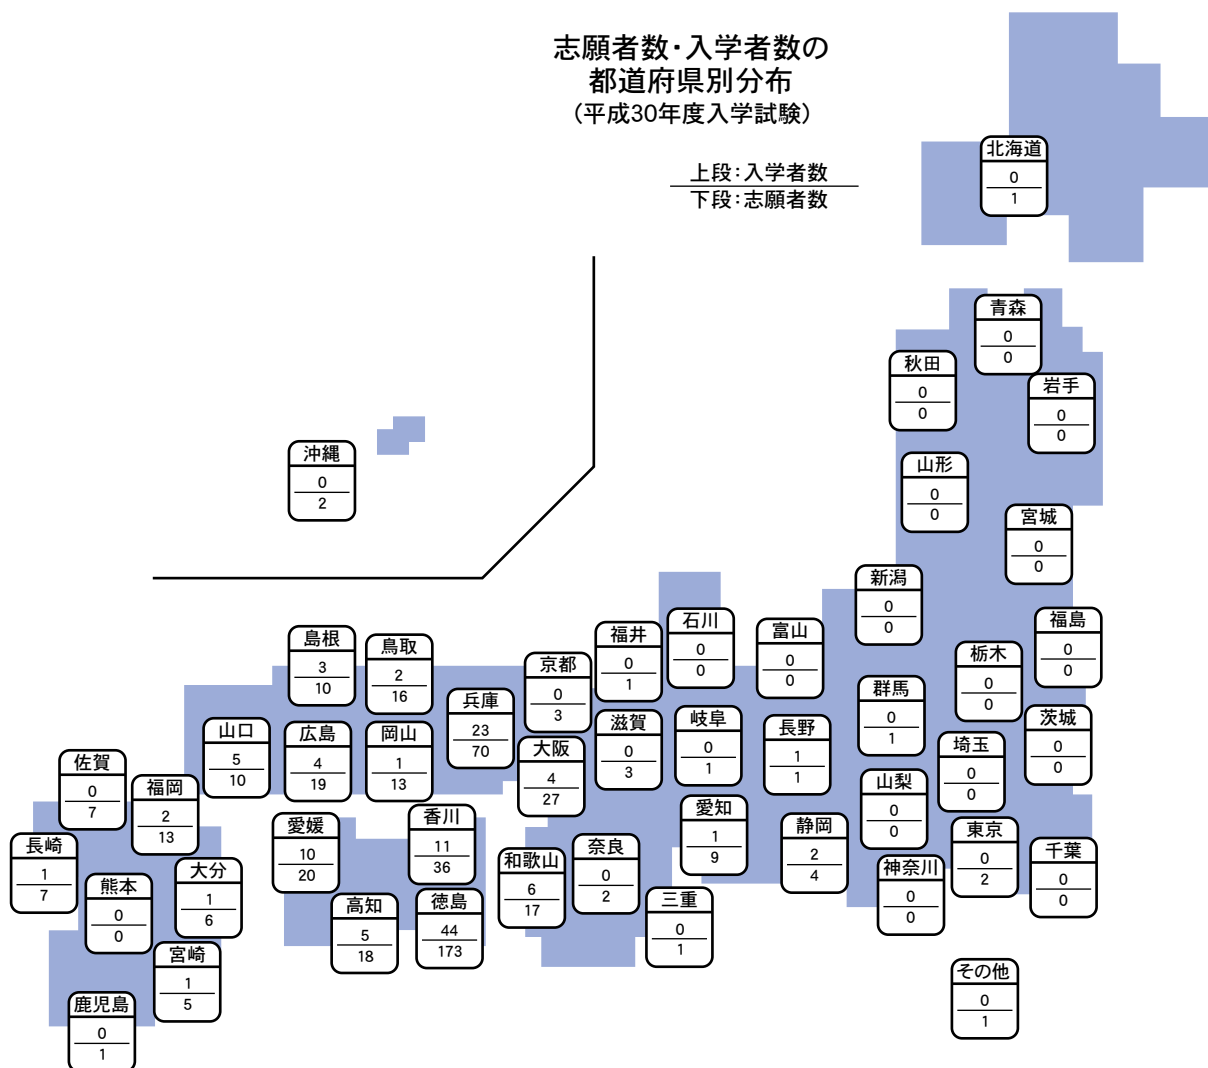 志願者数・入学者数の
都道府県別分布
（平成30年度入学試験）
上段：入学者数
下段：志願者数
北海道
0
1
青森
0
0
秋田
0
0
岩手
0
0
山形
0
0
宮城
0
0
沖縄
0
2
新潟
0
0
福島
0
0
石川
0
0
富山
0
0
福井
0
1
島根
3
10
鳥取
2
16
京都
0
3
栃木
0
0
群馬
0
1
兵庫
23
70
茨城
0
0
岐阜
0
1
滋賀
0
3
長野
1
1
山口
5
10
広島
4
19
岡山
1
13
大阪
4
27
埼玉
0
0
佐賀
0
7
山梨
0
0
福岡
2
13
愛知
1
9
香川
11
36
愛媛
10
20
静岡
2
4
東京
0
2
長崎
1
7
奈良
0
2
千葉
0
0
和歌山
6
17
神奈川
0
0
大分
1
6
熊本
0
0
三重
0
1
徳島
44
173
高知
5
18
宮崎
1
5
その他
0
1
鹿児島
0
1